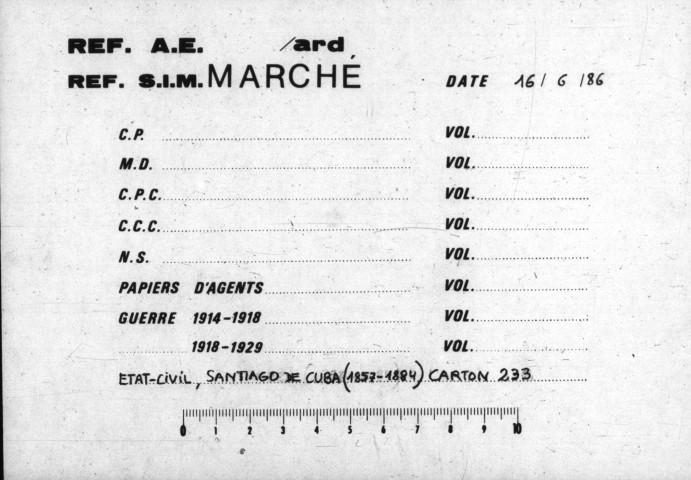 REF. A.E. /ard
REF. S.I.M. MARCHÉ DATE 16/6/86
C.P. VOL.
M.D. VOL.
C.P.C. VOL.
C.C.C. VOL.
N.S. VOL.
PAPIERS D'AGENTS VOL.
GUERRE 1914-1918 VOL.
1918-1929 VOL.
ETAT-CIVIL, SANTIAGO DE CUBA (1857-1884) CARTON 233
0 1 2 3 4 5 6 7 8 9 10